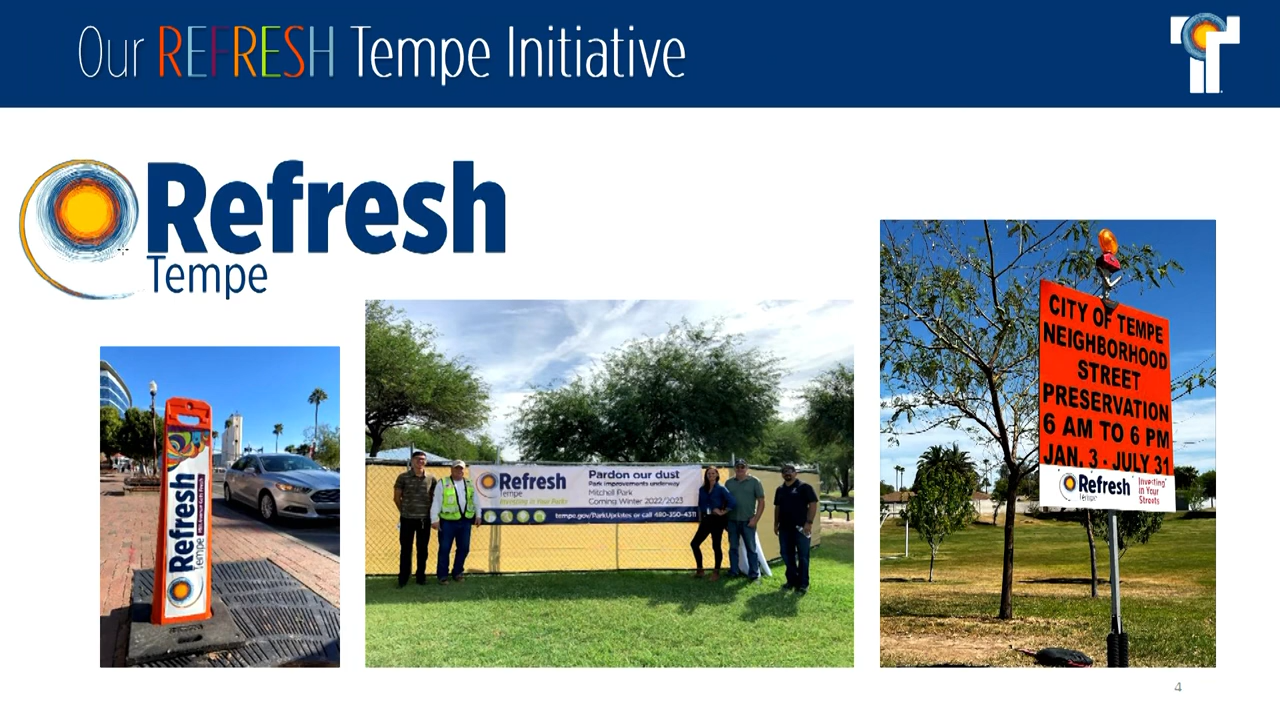 Our REFRESH Tempe Initiative
T
Refresh
Tempe
Refresh
Tempe
Refresh
Tempe
Investing in Your Parks
Pardon our dust
Park improvements underway
Mitchell Park
Coming Winter 2022/2023
tempe.gov/ParkUpdates or call 480-350-4311
CITY OF TEMPE
NEIGHBORHOOD
STREET
PRESERVATION
6 AM TO 6 PM
JAN. 3 - JULY 31
Refresh
Tempe
Investing
in Your
Streets
4